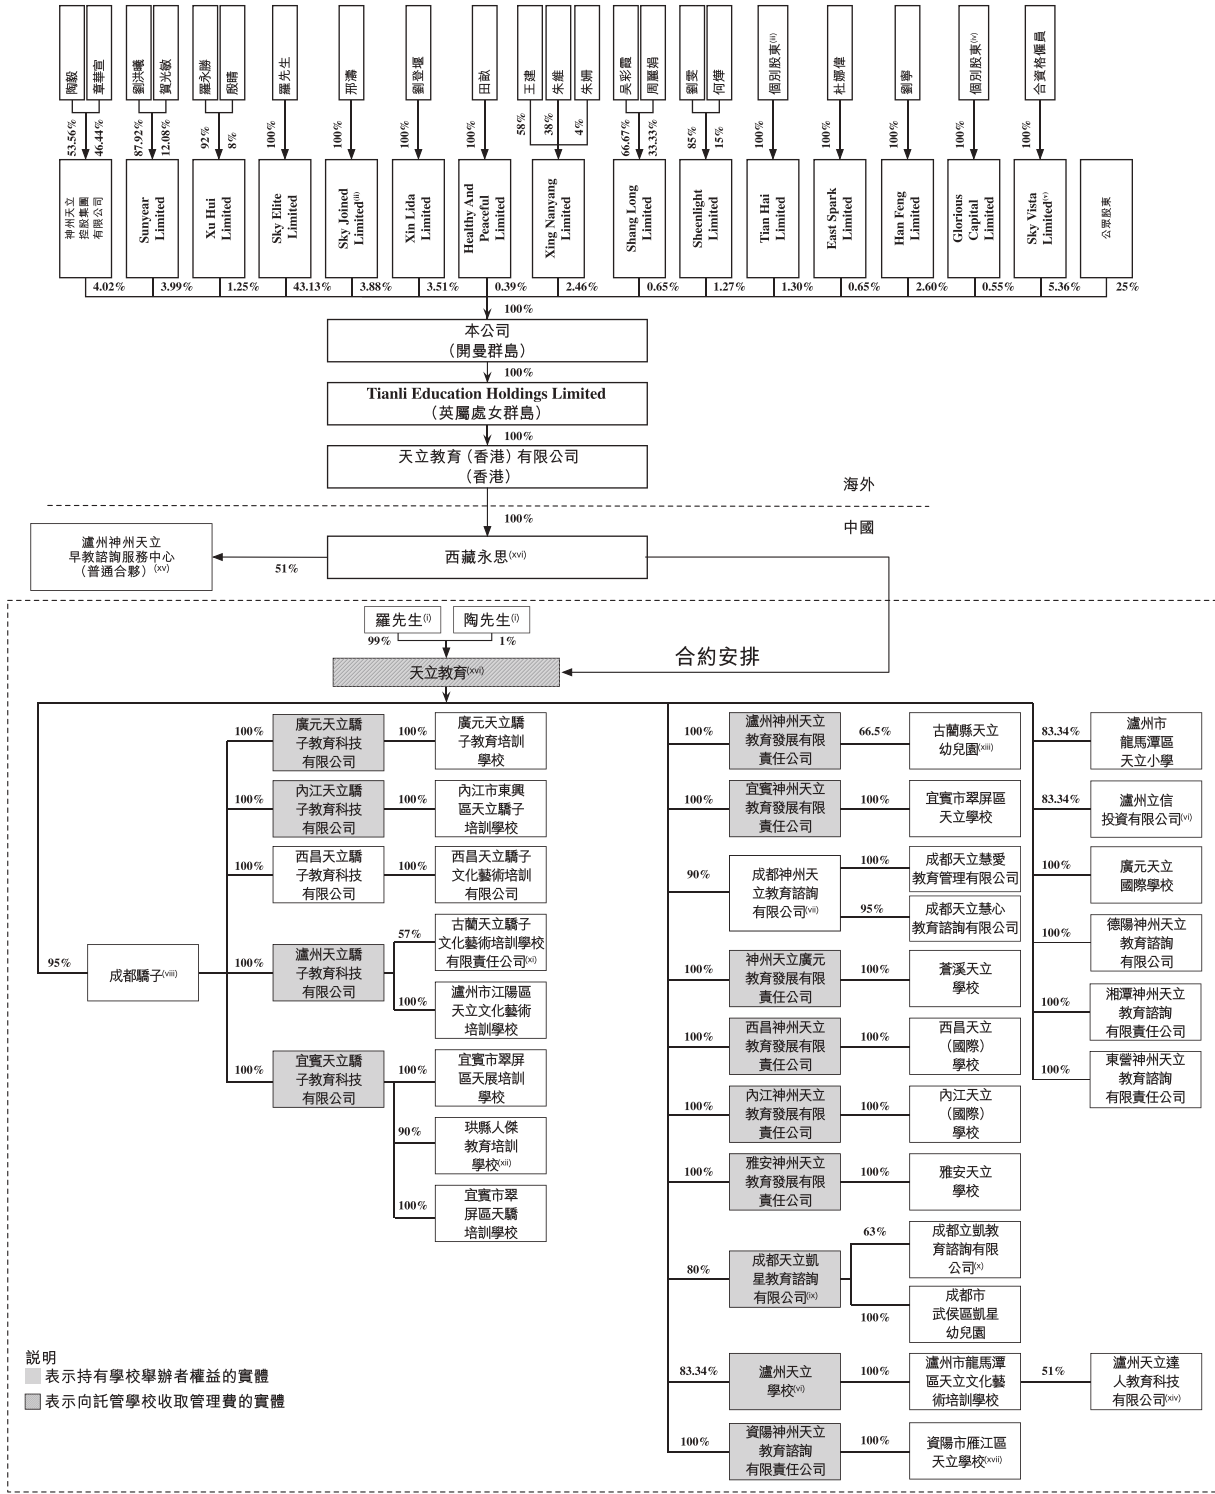 陶毅
章華宣
劉洪曦
賀光敏
羅永勝
殷睛
羅先生
邢濤
劉登堰
田畝
王建
朱維
朱姍
吳彩霞
周麗娟
劉雯
何燁
個別股東(iii)
杜娜偉
劉寧
個別股東(iv)
合資格僱員
53.56%
46.44%
87.92%
12.08%
92%
8%
100%
100%
100%
100%
58%
38%
4%
66.67%
33.33%
85%
15%
100%
100%
100%
100%
100%
神州天立
控股集團
有限公司
Sunyear
Limited
Xu Hui
Limited
Sky Elite
Limited
Sky Joined
Limited(iii)
Xin Lida
Limited
Healthy And
Peaceful
Limited
Xing Nanyang
Limited
Shang Long
Limited
Sheenlight
Limited
Tian Hai
Limited
East Spark
Limited
Han Feng
Limited
Glorious
Capital
Limited
Sky Vista
Limited(v)
公眾股東
4.02%
3.99%
1.25%
43.13%
3.88%
3.51%
0.39%
2.46%
0.65%
1.27%
1.30%
0.65%
2.60%
0.55%
5.36%
25%
100%
本公司
（開曼群島）
100%
Tianli Education Holdings Limited
（英屬處女群島）
100%
天立教育（香港）有限公司
（香港）
海外
100%
中國
瀘州神州天立
早教諮詢服務中心
（普通合夥）(xv)
51%
西藏永思(xvi)
羅先生(i)
陶先生(i)
99%
1%
合約安排
天立教育(xvi)
95%
成都驕子(viii)
100%
廣元天立驕
子教育科技
有限公司
100%
廣元天立驕
子教育培訓
學校
100%
內江天立驕
子教育科技
有限公司
100%
內江市東興
區天立驕子
培訓學校
100%
西昌天立驕
子教育科技
有限公司
100%
西昌天立驕子
文化藝術培訓
有限公司
100%
瀘州天立驕
子教育科技
有限公司
57%
古藺天立驕子
文化藝術培訓學校
有限責任公司(xi)
100%
瀘州市江陽區
天立文化藝術
培訓學校
100%
宜賓天立驕
子教育科技
有限公司
100%
宜賓市翠屏
區天展培訓
學校
90%
珙縣人傑
教育培訓
學校(xii)
100%
宜賓市翠
屏區天驕
培訓學校
100%
瀘州神州天立
教育發展有限
責任公司
66.5%
古藺縣天立
幼兒園(xiii)
100%
宜賓神州天立
教育發展有限
責任公司
100%
宜賓市翠屏區
天立學校
90%
成都神州天
立教育諮詢
有限公司(vii)
100%
成都天立慧愛
教育管理有限公司
95%
成都天立慧心
教育諮詢有限公司
100%
神州天立廣元
教育發展有限
責任公司
100%
蒼溪天立
學校
100%
西昌神州天立
教育發展有限
責任公司
100%
西昌天立
（國際）
學校
100%
內江神州天立
教育發展有限
責任公司
100%
內江天立
（國際）
學校
100%
雅安神州天立
教育發展有限
責任公司
100%
雅安天立
學校
80%
成都天立凱
星教育諮詢
有限公司(ix)
63%
成都立凱教
育諮詢有限
公司(x)
100%
成都市
武侯區凱星
幼兒園
83.34%
瀘州天立
學校(vi)
100%
瀘州市龍馬潭
區天立文化藝
術培訓學校
51%
瀘州天立達
人教育科技
有限公司(xiv)
100%
資陽神州天立
教育諮詢
有限責任公司
100%
資陽市雁江區
天立學校(xvii)
83.34%
瀘州市
龍馬潭區
天立小學
83.34%
瀘州立信
投資有限公司(vi)
100%
廣元天立
國際學校
100%
德陽神州天立
教育諮詢
有限公司
100%
湘潭神州天立
教育諮詢
有限責任公司
100%
東營神州天立
教育諮詢
有限責任公司
說明
表示持有學校舉辦者權益的實體
表示向託管學校收取管理費的實體